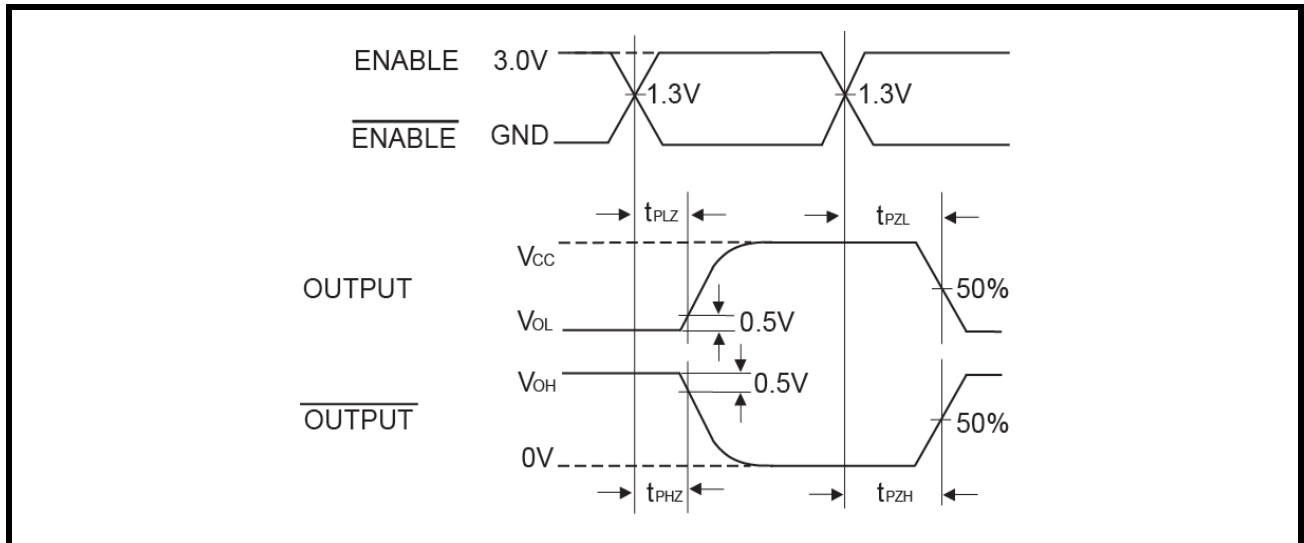 ENABLE 3.0V
1.3V 1.3V
ENABLE GND
tPLZ tPZL
VCC
OUTPUT 50%
VOL 0.5V
VOH 0.5V
OUTPUT 50%
0V
tPHZ tPZH